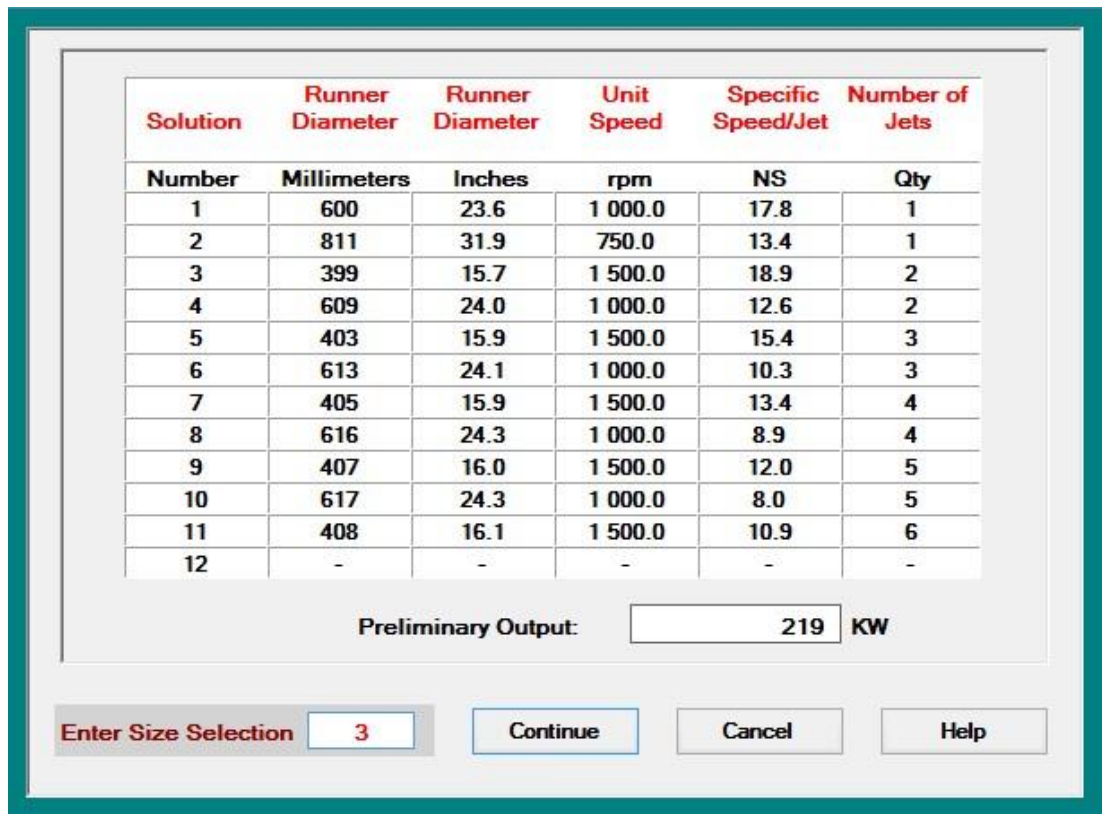 Runner Runner Unit Specific Number of
Solution Diameter Diameter Speed Speed/Jet Jets
Number Millimeters Inches rpm NS Qty
1 600 23.6 1 000.0 17.8 1
2 811 31.9 750.0 13.4 1
3 399 15.7 1 500.0 18.9 2
4 609 24.0 1 000.0 12.6 2
5 403 15.9 1 500.0 15.4 3
6 613 24.1 1 000.0 10.3 3
7 405 15.9 1 500.0 13.4 4
8 616 24.3 1 000.0 8.9 4
9 407 16.0 1 500.0 12.0 5
10 617 24.3 1 000.0 8.0 5
11 408 16.1 1 500.0 10.9 6
12 - - - - -
Preliminary Output: 219 KW
Enter Size Selection 3 Continue Cancel Help